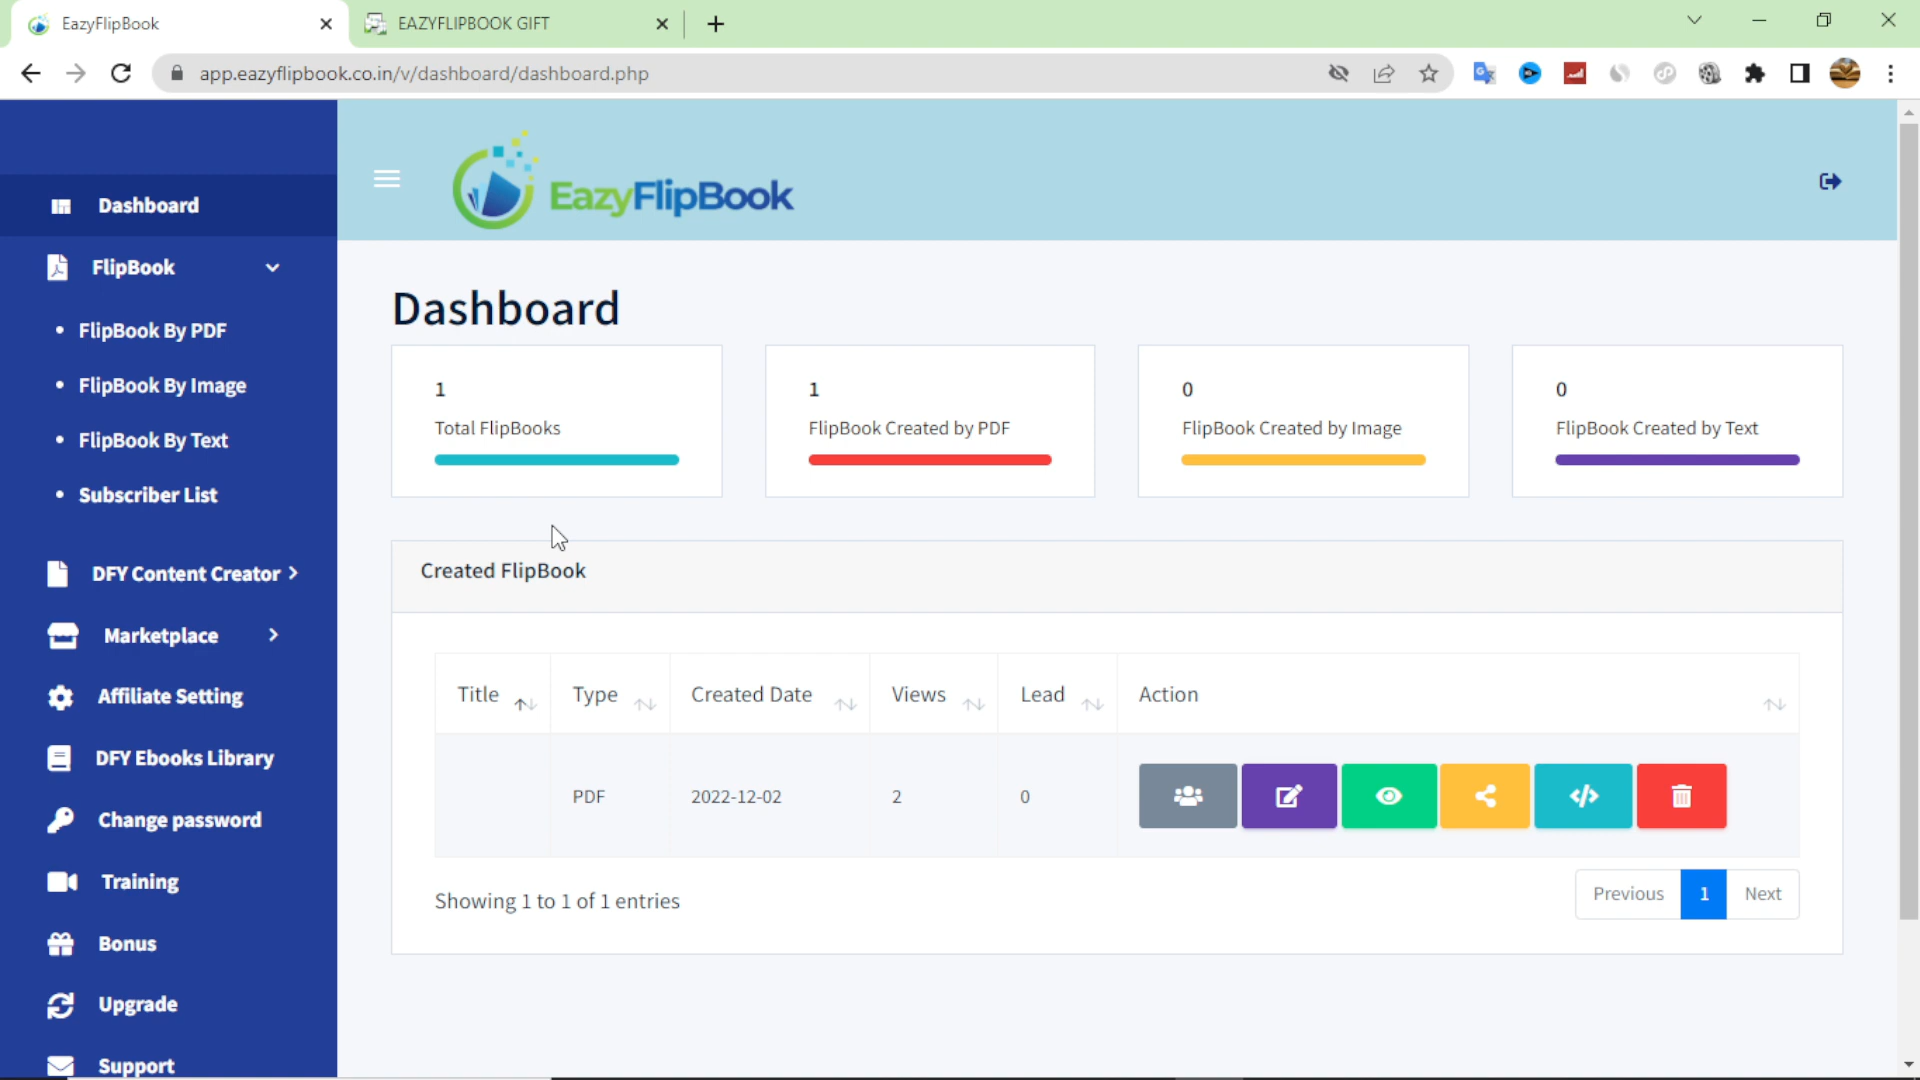 EazyFlipBook
EAZYFLIPBOOK GIFT
app.eazyflipbook.co.in/v/dashboard/dashboard.php
EazyFlipBook
Dashboard
FlipBook
FlipBook By PDF
FlipBook By Image
FlipBook By Text
Subscriber List
DFY Content Creator
Marketplace
Affiliate Setting
DFY Ebooks Library
Change password
Training
Bonus
Upgrade
Support
Dashboard
1
Total FlipBooks
1
FlipBook Created by PDF
0
FlipBook Created by Image
0
FlipBook Created by Text
Created FlipBook
Title Type Created Date Views Lead Action
PDF 2022-12-02 2 0
Showing 1 to 1 of 1 entries
Previous 1 Next